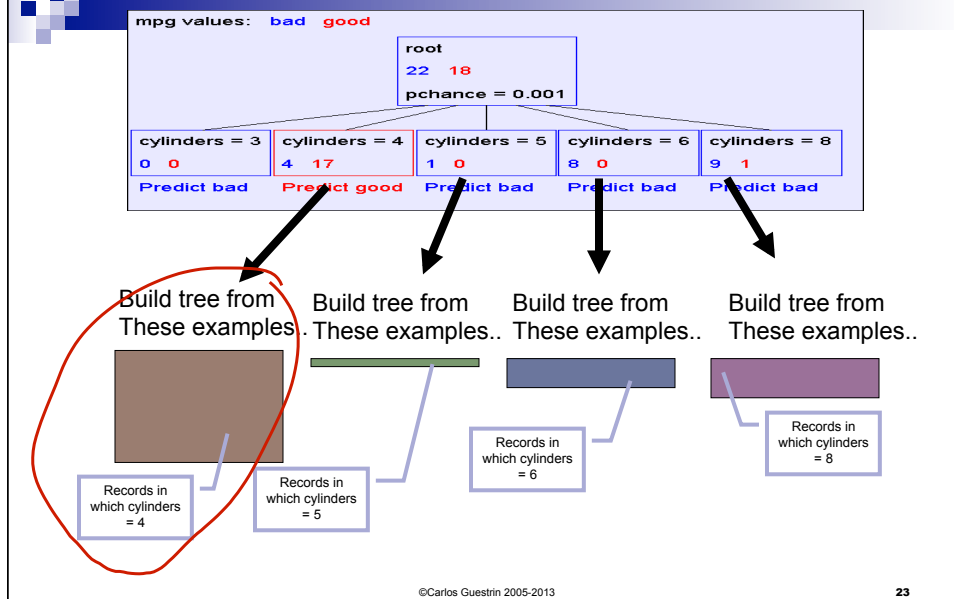 mpg values: bad good
root
22 18
pchance = 0.001
cylinders = 3
0 0
Predict bad
cylinders = 4
4 17
Predict good
cylinders = 5
1 0
Predict bad
cylinders = 6
8 0
Predict bad
cylinders = 8
9 1
Predict bad
Build tree from
These examples..
Build tree from
These examples..
Build tree from
These examples..
Build tree from
These examples..
Records in
which cylinders
= 4
Records in
which cylinders
= 5
Records in
which cylinders
= 6
Records in
which cylinders
= 8
©Carlos Guestrin 2005-2013
23